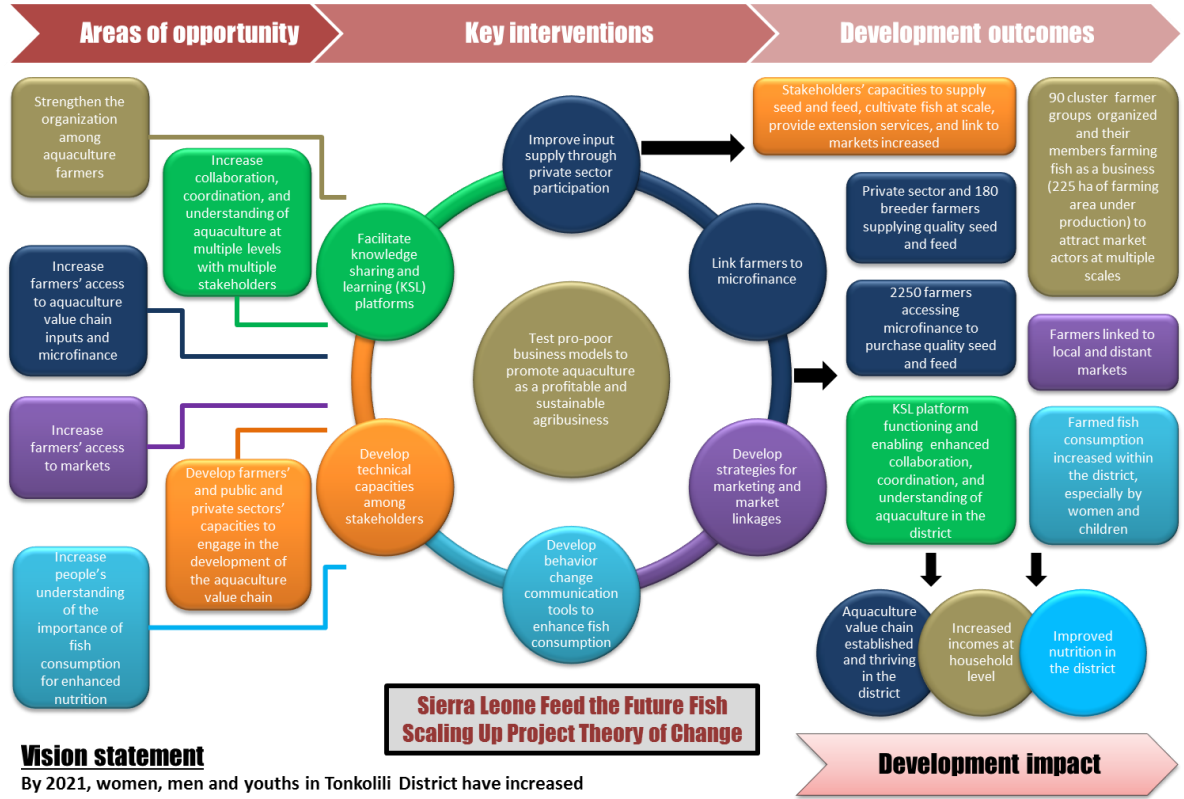 Areas of opportunity
Key interventions
Development outcomes
Strengthen the
organization
among
aquaculture
farmers
Increase
collaboration,
coordination, and
understanding of
aquaculture at
multiple levels
with multiple
stakeholders
Increase
farmers' access
to aquaculture
value chain
inputs and
microfinance
Increase
farmers' access
to markets
Develop farmers'
and public and
private sectors'
capacities to
engage in the
development of
the aquaculture
value chain
Increase
people's
understanding
of the
importance of
fish
consumption
for enhanced
nutrition
Improve input
supply through
private sector
participation
Facilitate
knowledge
sharing and
learning (KSL)
platforms
Link farmers to
microfinance
Test pro-poor
business models to
promote aquaculture
as a profitable and
sustainable
agribusiness
Develop
technical
capacities
among
stakeholders
Develop
strategies for
marketing and
market
linkages
Develop
behavior
change
communication
tools to
enhance fish
consumption
Stakeholders' capacities to supply
seed and feed, cultivate fish at scale,
provide extension services, and link to
markets increased
90 cluster farmer
groups organized
and their
members farming
fish as a business
(225 ha of farming
area under
production) to
attract market
actors at multiple
scales
Private sector and 180
breeder farmers
supplying quality seed
and feed
2250 farmers
accessing
microfinance to
purchase quality seed
and feed
Farmers linked to
local and distant
markets
KSL platform
functioning and
enabling enhanced
collaboration,
coordination, and
understanding of
aquaculture in the
district
Farmed fish
consumption
increased within
the district,
especially by
women and
children
Aquaculture
value chain
established
and thriving
in the
district
Increased
incomes at
household
level
Improved
nutrition in
the district
Sierra Leone Feed the Future Fish
Scaling Up Project Theory of Change
Development impact
Vision statement
By 2021, women, men and youths in Tonkolili District have increased